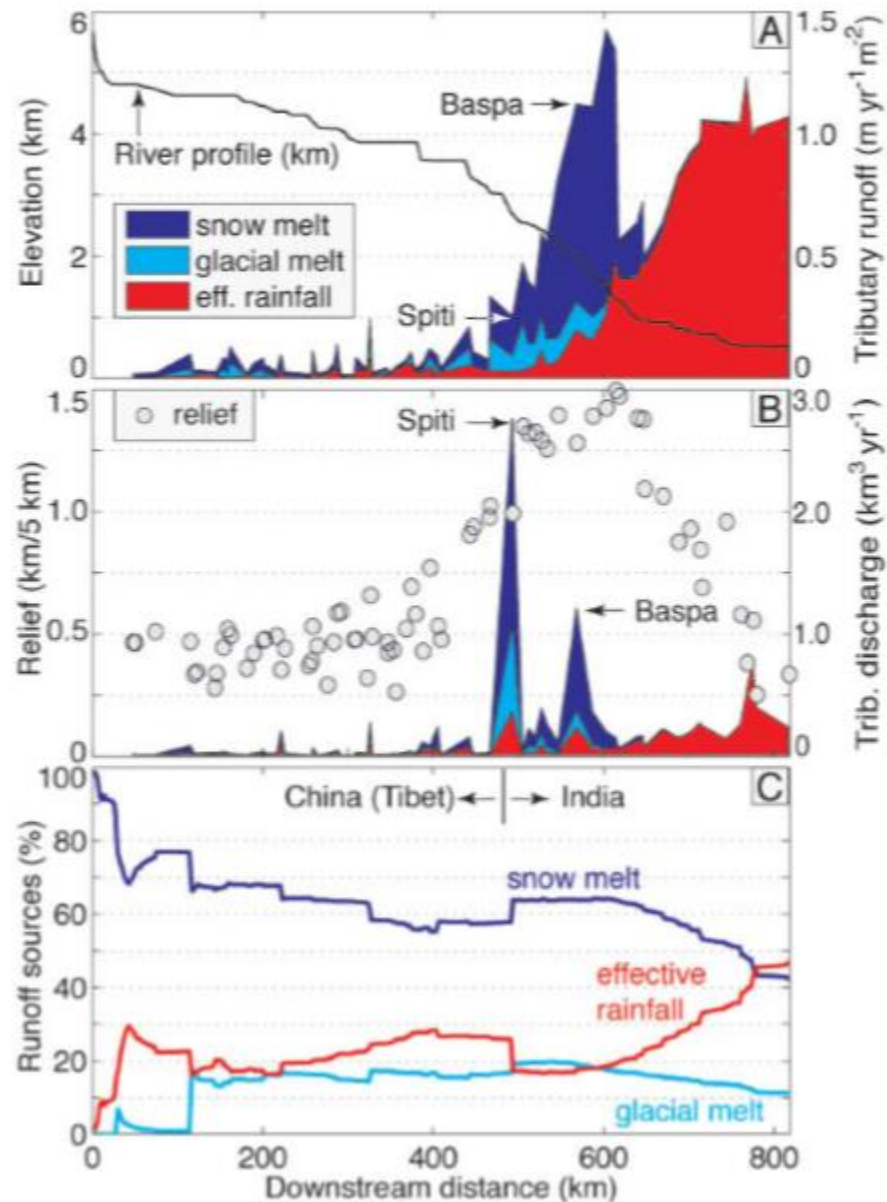 A
Elevation (km)
6
4
2
0
Tributary runoff (m yr⁻¹m⁻²)
1.5
1.0
0.5
0
River profile (km)
Baspa
Spiti
snow melt
glacial melt
eff. rainfall
B
Relief (km/5 km)
1.5
1.0
0.5
0
Trib. discharge (km³ yr⁻¹)
3.0
2.0
1.0
0
relief
Spiti
Baspa
C
Runoff sources (%)
100
80
60
40
20
0
China (Tibet)
India
snow melt
effective
rainfall
glacial melt
0 200 400 600 800
Downstream distance (km)